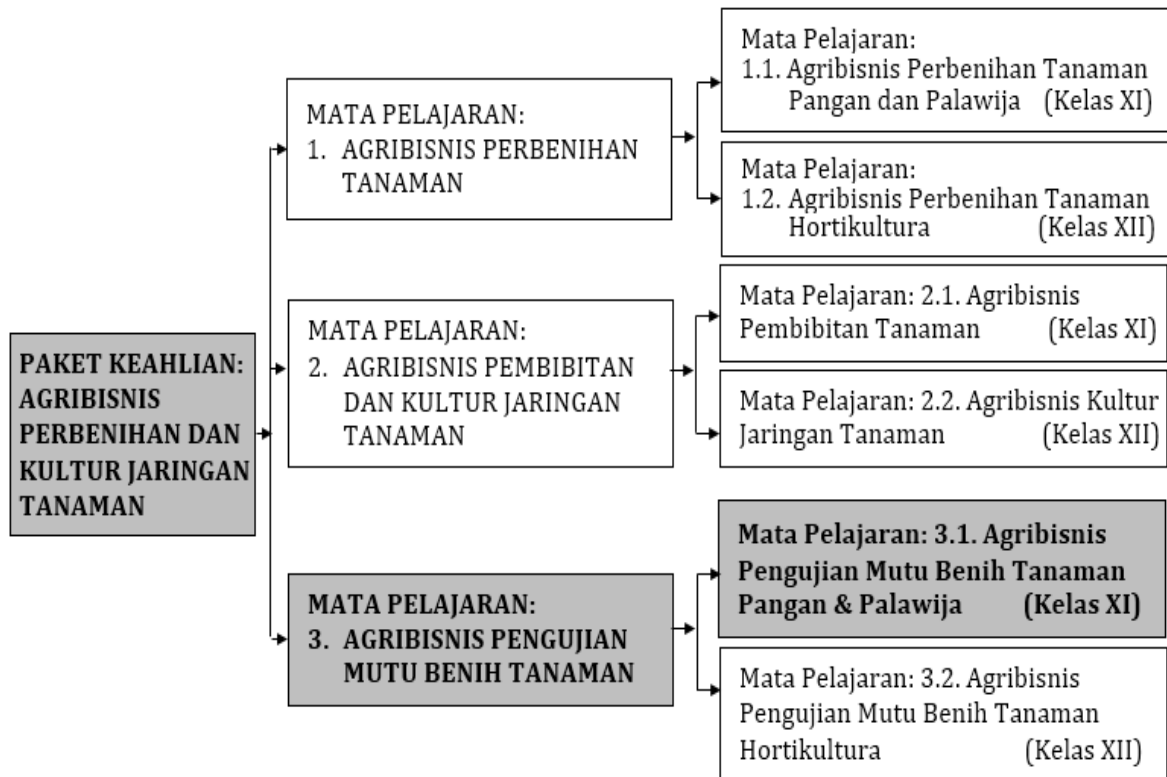 PAKET KEAHLIAN:
AGRIBISNIS
PERBENIHAN DAN
KULTUR JARINGAN
TANAMAN
MATA PELAJARAN:
1. AGRIBISNIS PERBENIHAN
TANAMAN
Mata Pelajaran:
1.1. Agribisnis Perbenihan Tanaman
Pangan dan Palawija (Kelas XI)
Mata Pelajaran:
1.2. Agribisnis Perbenihan Tanaman
Hortikultura (Kelas XII)
MATA PELAJARAN:
2. AGRIBISNIS PEMBIBITAN
DAN KULTUR JARINGAN
TANAMAN
Mata Pelajaran: 2.1. Agribisnis
Pembibitan Tanaman (Kelas XI)
Mata Pelajaran: 2.2. Agribisnis Kultur
Jaringan Tanaman (Kelas XII)
MATA PELAJARAN:
3. AGRIBISNIS PENGUJIAN
MUTU BENIH TANAMAN
Mata Pelajaran: 3.1. Agribisnis
Pengujian Mutu Benih Tanaman
Pangan & Palawija (Kelas XI)
Mata Pelajaran: 3.2. Agribisnis
Pengujian Mutu Benih Tanaman
Hortikultura (Kelas XII)